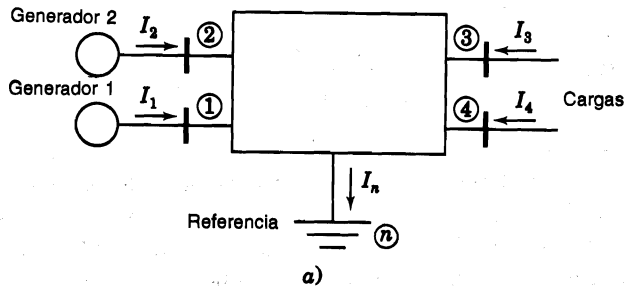 Generador 2
I₂
②
③
I₃
Generador 1
I₁
①
④
I₄
Cargas
Iₙ
Referencia
ⓝ
a)